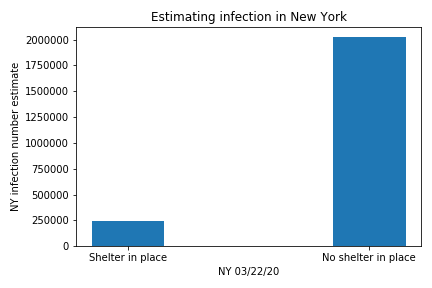 Estimating infection in New York
NY infection number estimate
2000000
1750000
1500000
1250000
1000000
750000
500000
250000
0
Shelter in place
No shelter in place
NY 03/22/20